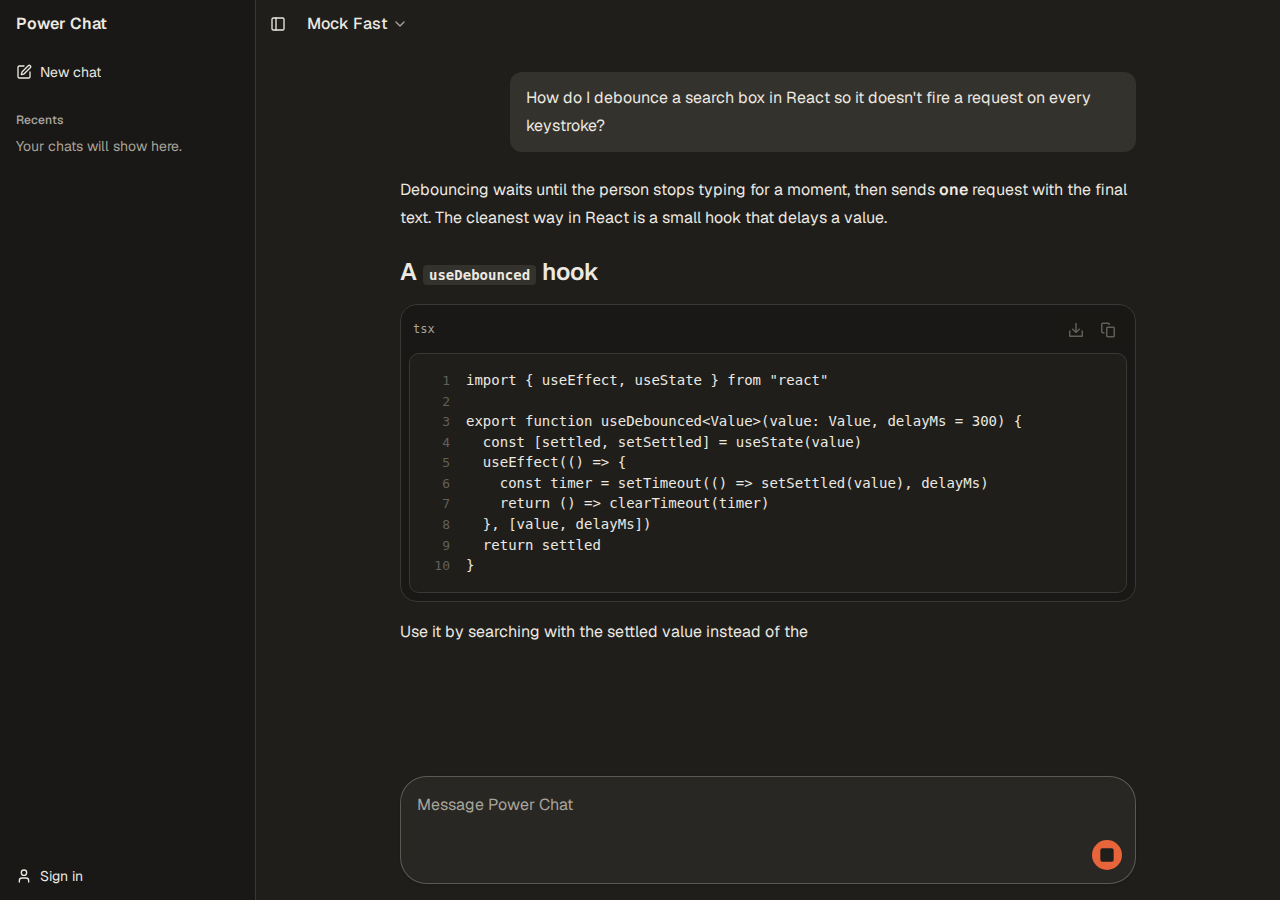 Power Chat
New chat
Recents
Your chats will show here.
Sign in
Mock Fast
How do I debounce a search box in React so it doesn't fire a request on every
keystroke?
Debouncing waits until the person stops typing for a moment, then sends one request with the final
text. The cleanest way in React is a small hook that delays a value.
A useDebounced hook
tsx
1 import { useEffect, useState } from "react"
2
3 export function useDebounced<Value>(value: Value, delayMs = 300) {
4   const [settled, setSettled] = useState(value)
5   useEffect(() => {
6     const timer = setTimeout(() => setSettled(value), delayMs)
7     return () => clearTimeout(timer)
8   }, [value, delayMs])
9   return settled
10 }
Use it by searching with the settled value instead of the
Message Power Chat